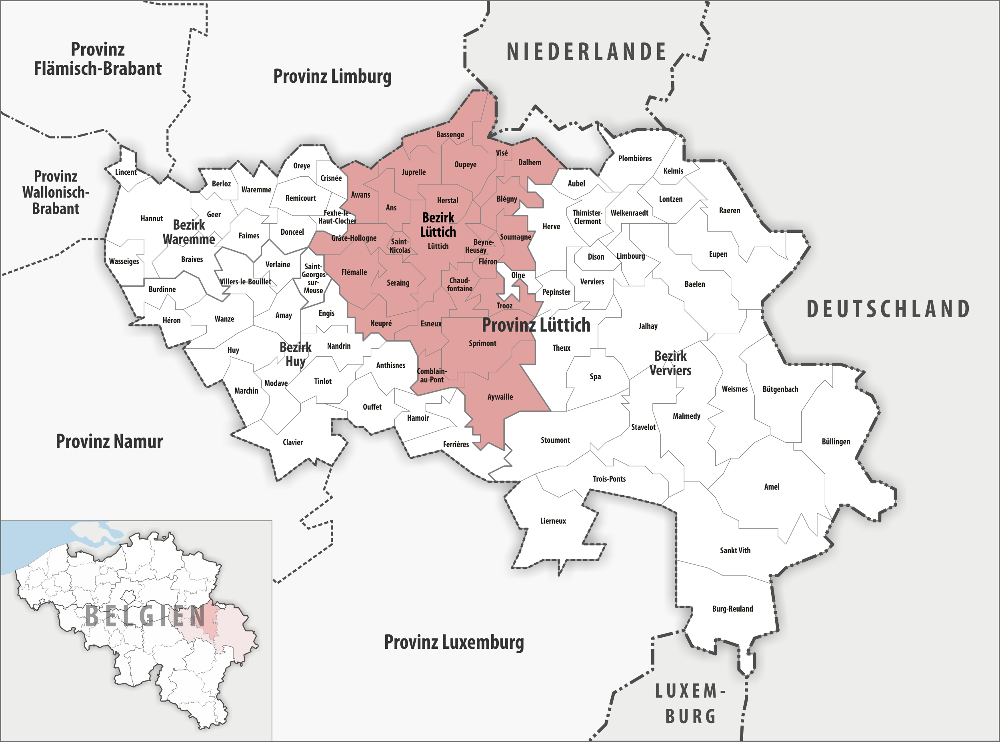 Provinz
Flämisch-Brabant
Provinz Limburg
NIEDERLANDE
Provinz
Wallonisch-
Brabant
DEUTSCHLAND
Provinz Namur
Provinz Luxemburg
LUXEM-
BURG
Provinz Lüttich
Bezirk
Waremme
Lincent
Hannut
Wasseiges
Berloz
Geer
Waremme
Oreye
Crisnée
Remicourt
Fexhe-le-
Haut-Clocher
Faimes
Donceel
Braives
Bezirk
Huy
Burdinne
Héron
Wanze
Villers-le-Bouillet
Verlaine
Saint-
Georges-
sur-
Meuse
Amay
Engis
Huy
Nandrin
Marchin
Modave
Tinlot
Anthisnes
Ouffet
Clavier
Hamoir
Ferrières
Bezirk
Lüttich
Lüttich
Bassenge
Visé
Dalhem
Oupeye
Juprelle
Awans
Ans
Herstal
Blégny
Grâce-Hollogne
Saint-
Nicolas
Beyne-
Heusay
Soumagne
Fléron
Flémalle
Seraing
Chaud-
fontaine
Trooz
Neupré
Esneux
Sprimont
Comblain-
au-Pont
Aywaille
Bezirk
Verviers
Plombières
Kelmis
Aubel
Lontzen
Raeren
Thimister-
Clermont
Welkenraedt
Herve
Dison
Limbourg
Eupen
Olne
Pepinster
Verviers
Baelen
Jalhay
Theux
Spa
Weismes
Bütgenbach
Malmedy
Stavelot
Stoumont
Büllingen
Trois-Ponts
Amel
Lierneux
Sankt Vith
Burg-Reuland
BELGIEN